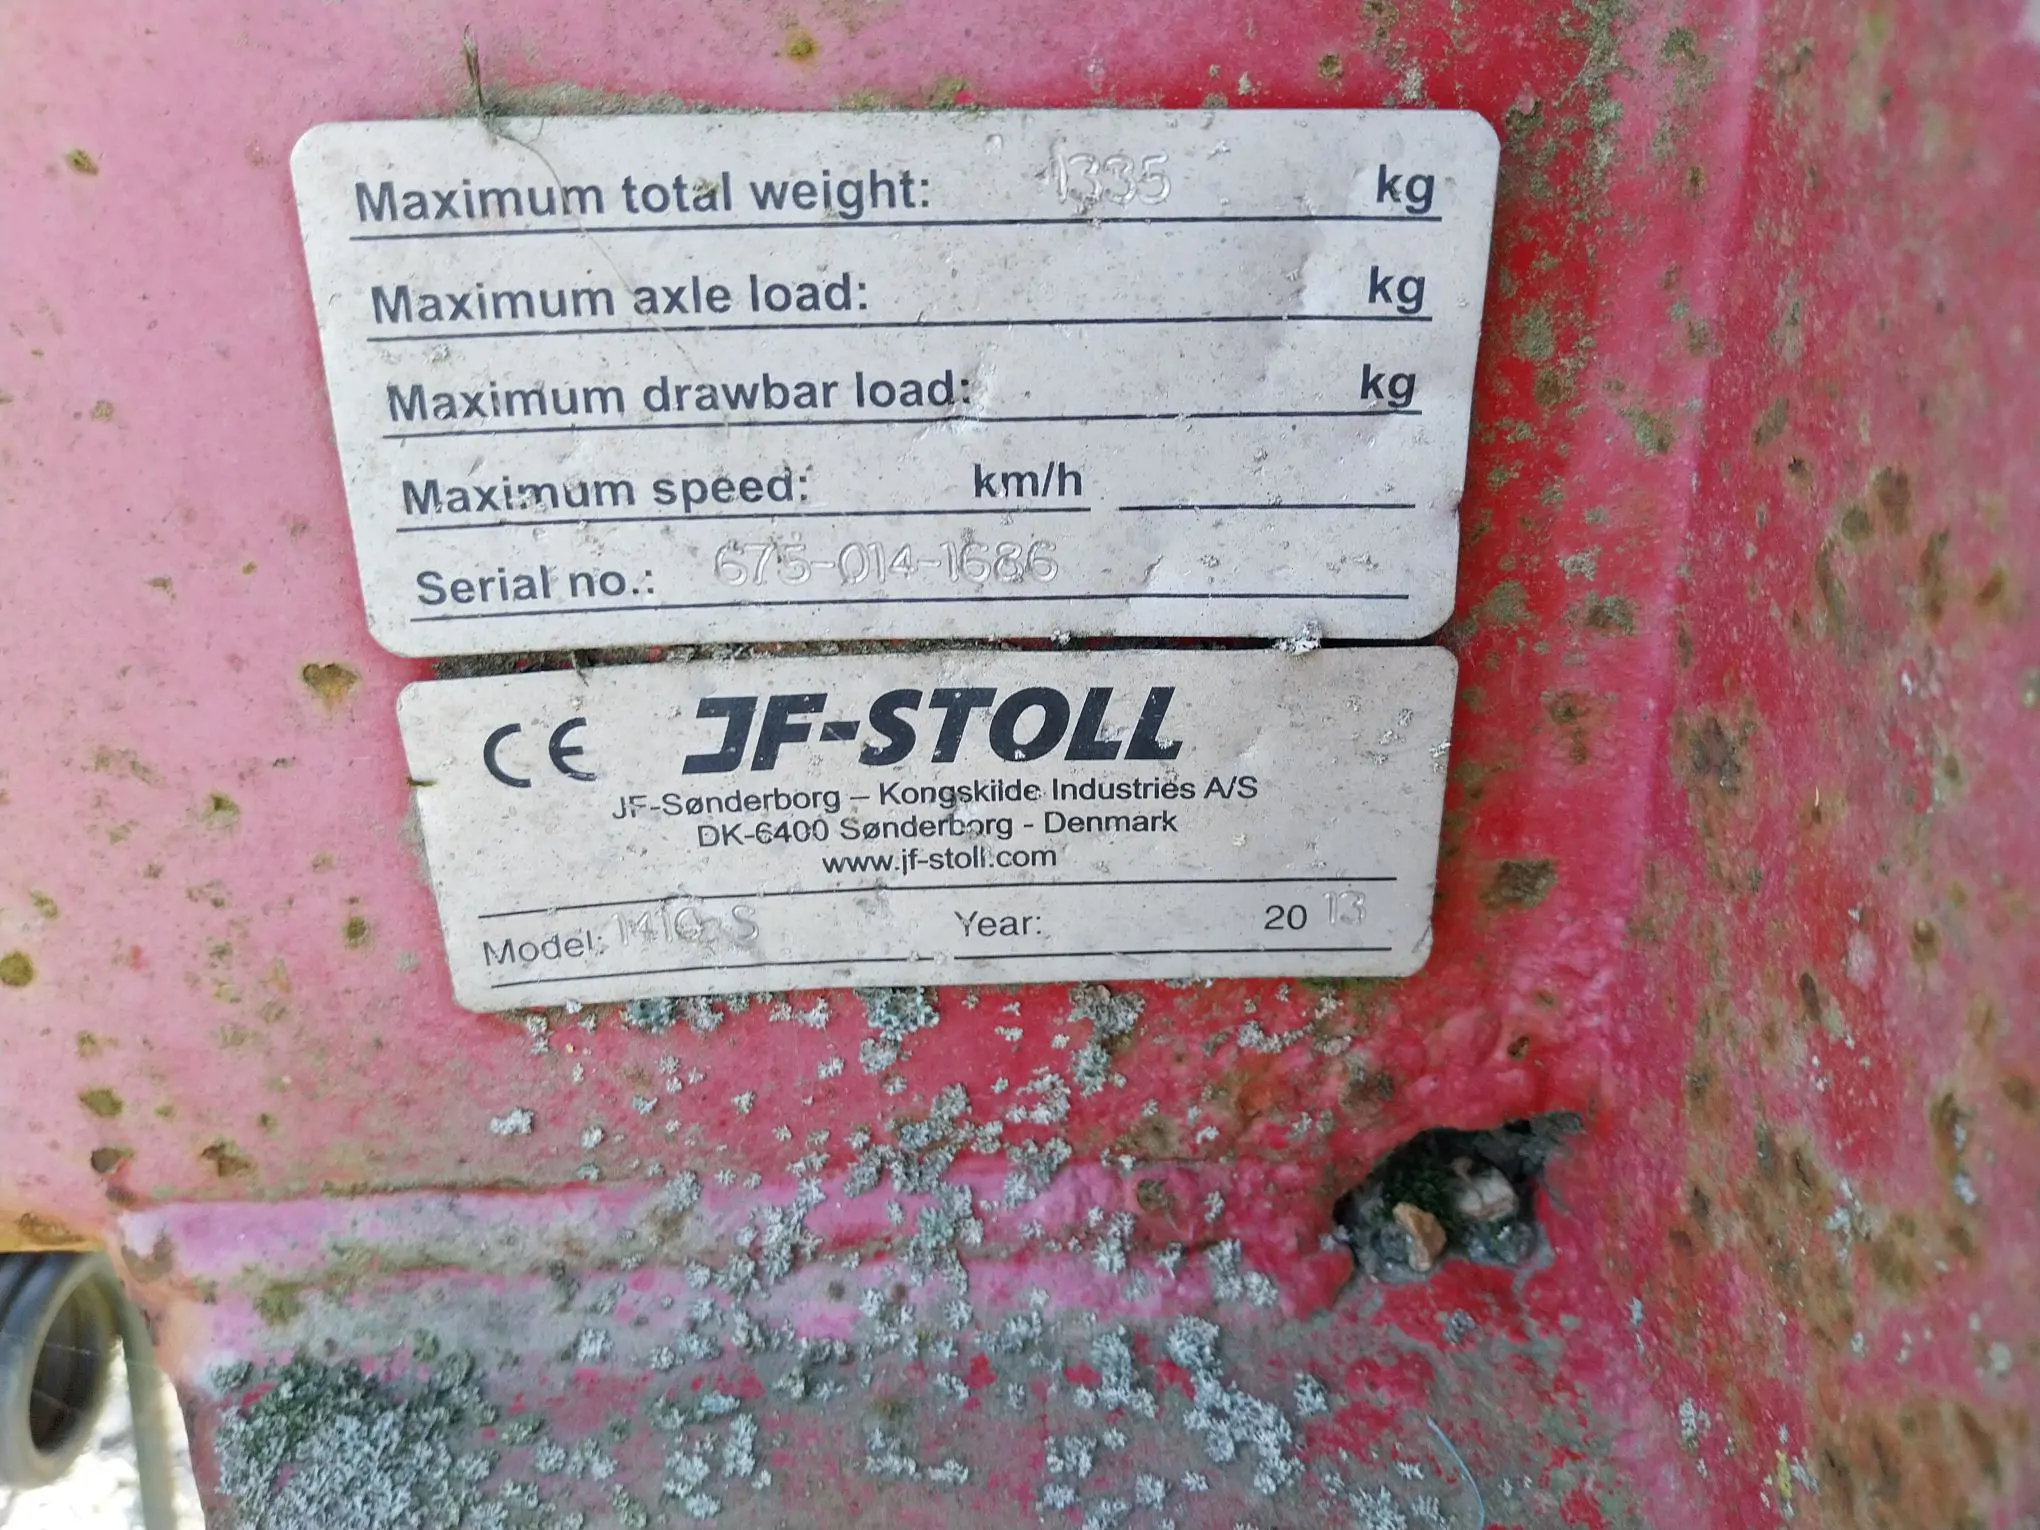 Maximum total weight: 1335 kg
Maximum axle load: kg
Maximum drawbar load: kg
Maximum speed: km/h
Serial no.: 675-014-1686
CE JF-STOLL
JF-Sønderborg – Kongskilde Industries A/S
DK-6400 Sønderborg - Denmark
www.jf-stoll.com
Model: 1410 S Year: 2013